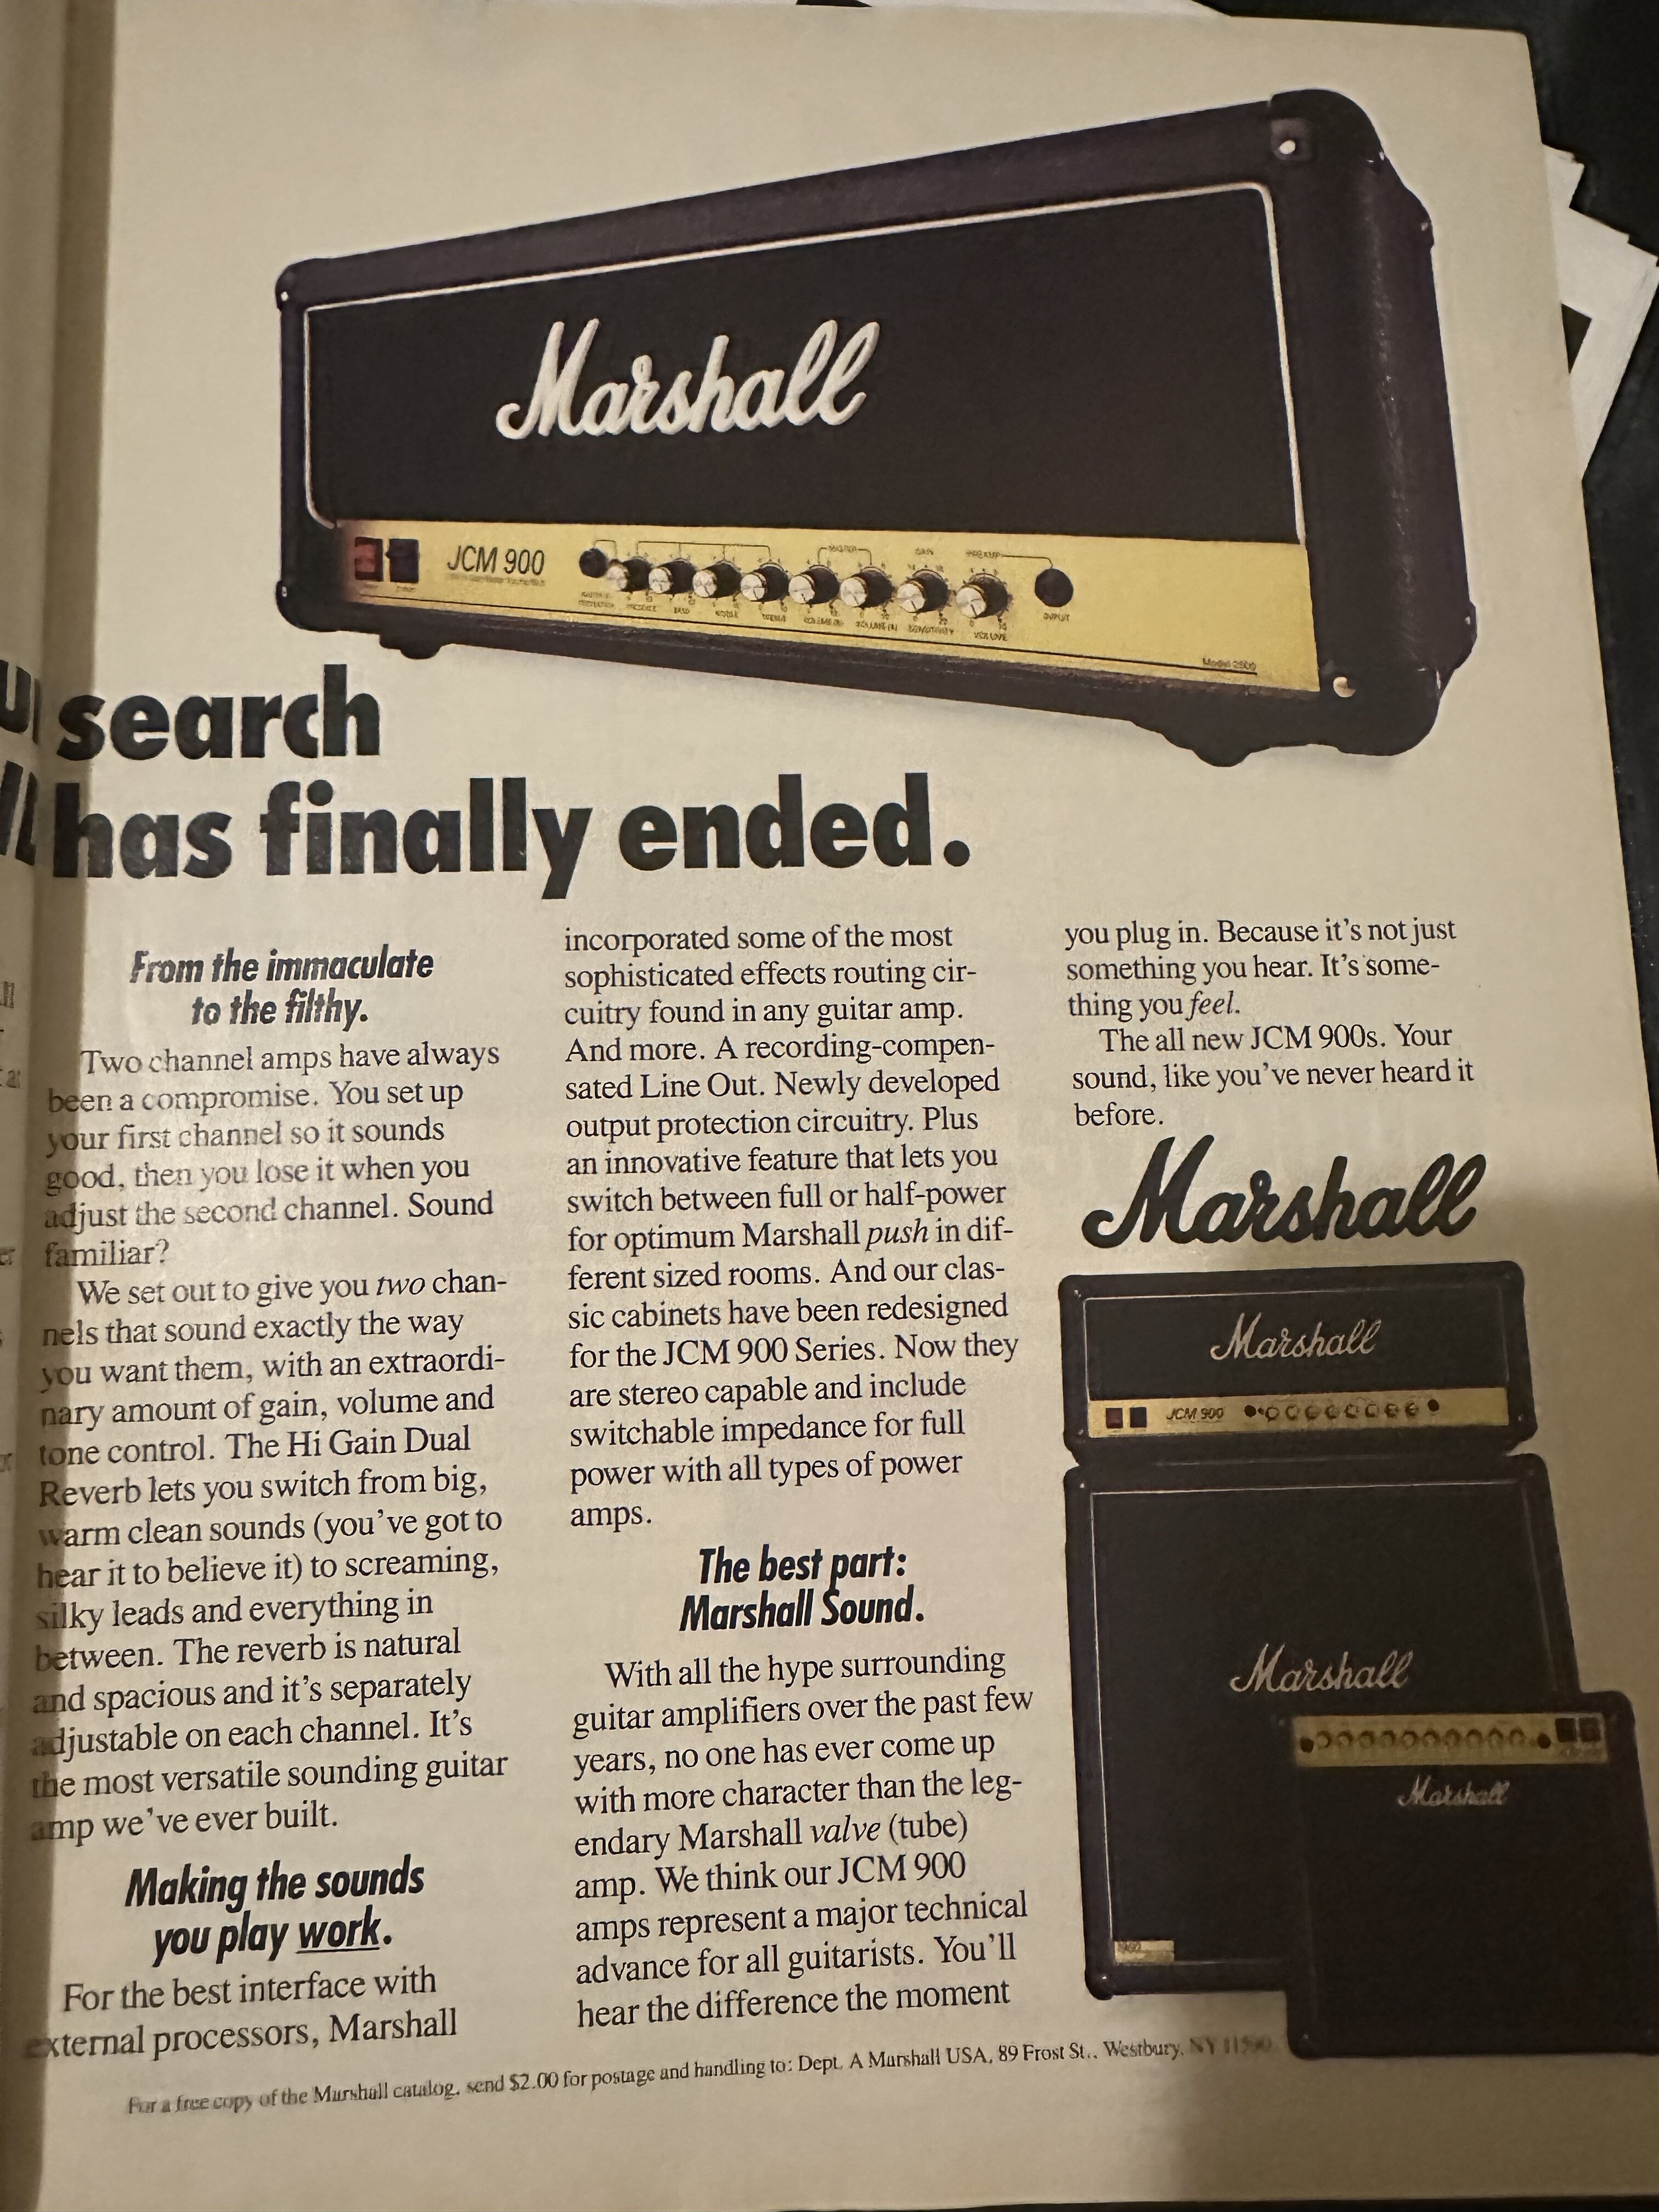 Marshall
JCM 900
OUTPUT
VOLUME
search
has finally ended.
From the immaculate
to the filthy.
Two channel amps have always
been a compromise. You set up
your first channel so it sounds
good, then you lose it when you
adjust the second channel. Sound
familiar?
We set out to give you two chan-
nels that sound exactly the way
you want them, with an extraordi-
nary amount of gain, volume and
tone control. The Hi Gain Dual
Reverb lets you switch from big,
warm clean sounds (you've got to
hear it to believe it) to screaming,
silky leads and everything in
between. The reverb is natural
and spacious and it's separately
adjustable on each channel. It's
the most versatile sounding guitar
amp we've ever built.
Making the sounds
you play work.
For the best interface with
external processors, Marshall
incorporated some of the most
sophisticated effects routing cir-
cuitry found in any guitar amp.
And more. A recording-compen-
sated Line Out. Newly developed
output protection circuitry. Plus
an innovative feature that lets you
switch between full or half-power
for optimum Marshall push in dif-
ferent sized rooms. And our clas-
sic cabinets have been redesigned
for the JCM 900 Series. Now they
are stereo capable and include
switchable impedance for full
power with all types of power
amps.
The best part:
Marshall Sound.
With all the hype surrounding
guitar amplifiers over the past few
years, no one has ever come up
with more character than the leg-
endary Marshall valve (tube)
amp. We think our JCM 900
amps represent a major technical
advance for all guitarists. You'll
hear the difference the moment
you plug in. Because it's not just
something you hear. It's some-
thing you feel.
The all new JCM 900s. Your
sound, like you've never heard it
before.
Marshall
Marshall
JCM 900
Marshall
Marshall
For a free copy of the Marshall catalog, send $2.00 for postage and handling to: Dept. A Marshall USA, 89 Frost St., Westbury, NY